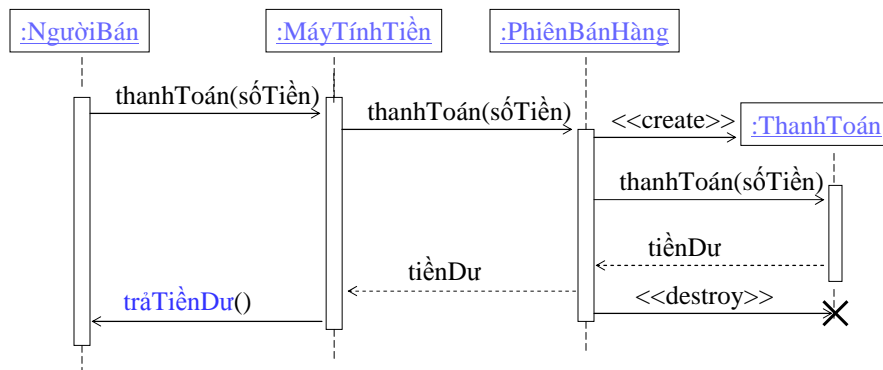 :NgườiBán
:MáyTínhTiền
:PhiênBánHàng
thanhToán(sốTiền)
thanhToán(sốTiền)
<<create>>
:ThanhToán
thanhToán(sốTiền)
tiềnDư
tiềnDư
trảTiềnDư()
<<destroy>>